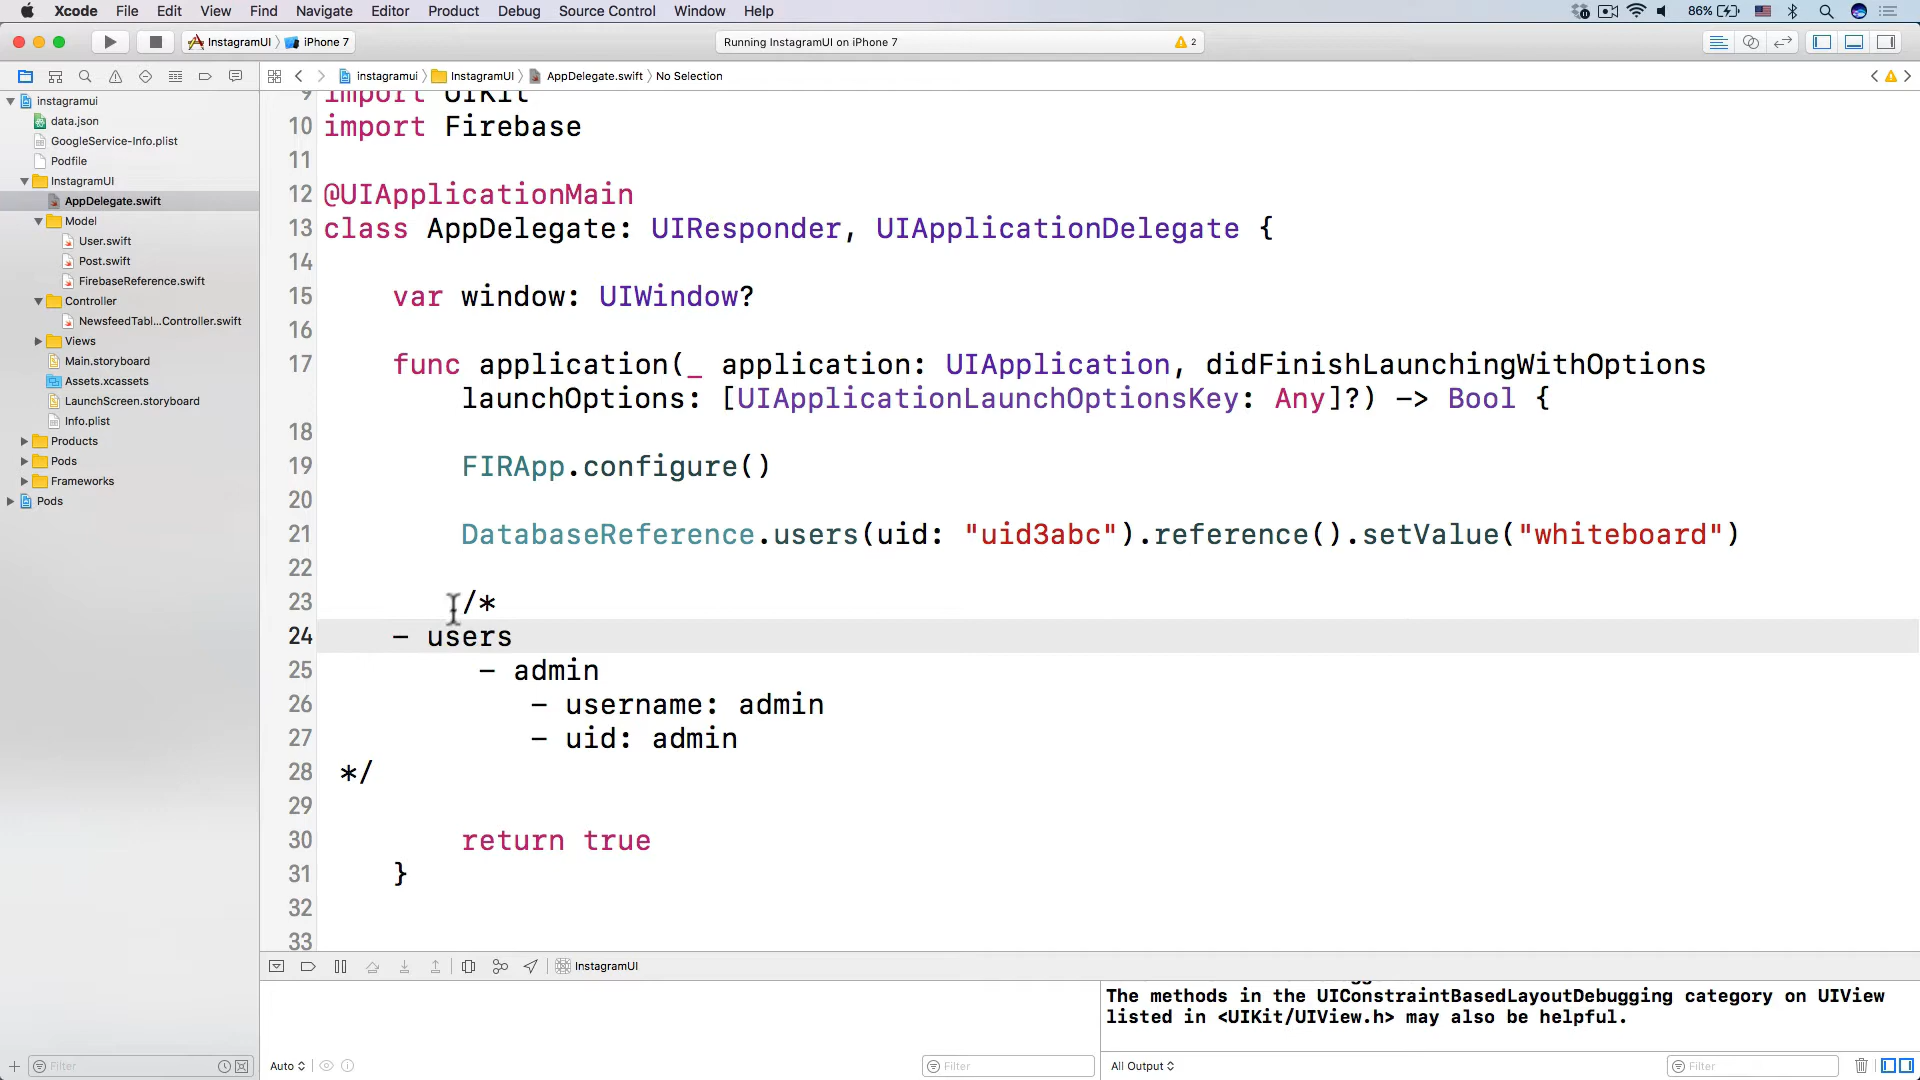 Xcode File Edit View Find Navigate Editor Product Debug Source Control Window Help 86%
InstagramUI iPhone 7 Running InstagramUI on iPhone 7 2
instagramui InstagramUI AppDelegate.swift No Selection
instagramui
data.json
GoogleService-Info.plist
Podfile
InstagramUI
AppDelegate.swift
Model
User.swift
Post.swift
FirebaseReference.swift
Controller
NewsfeedTabl...Controller.swift
Views
Main.storyboard
Assets.xcassets
LaunchScreen.storyboard
Info.plist
Products
Pods
Frameworks
Pods
Filter
9 import UIKit
10 import Firebase
11
12 @UIApplicationMain
13 class AppDelegate: UIResponder, UIApplicationDelegate {
14
15 var window: UIWindow?
16
17 func application(_ application: UIApplication, didFinishLaunchingWithOptions
launchOptions: [UIApplicationLaunchOptionsKey: Any]?) -> Bool {
18
19 FIRApp.configure()
20
21 DatabaseReference.users(uid: "uid3abc").reference().setValue("whiteboard")
22
23 /*
24 - users
25 - admin
26 - username: admin
27 - uid: admin
28 */
29
30 return true
31 }
32
33
InstagramUI
The methods in the UIConstraintBasedLayoutDebugging category on UIView
listed in <UIKit/UIView.h> may also be helpful.
Auto Filter All Output Filter